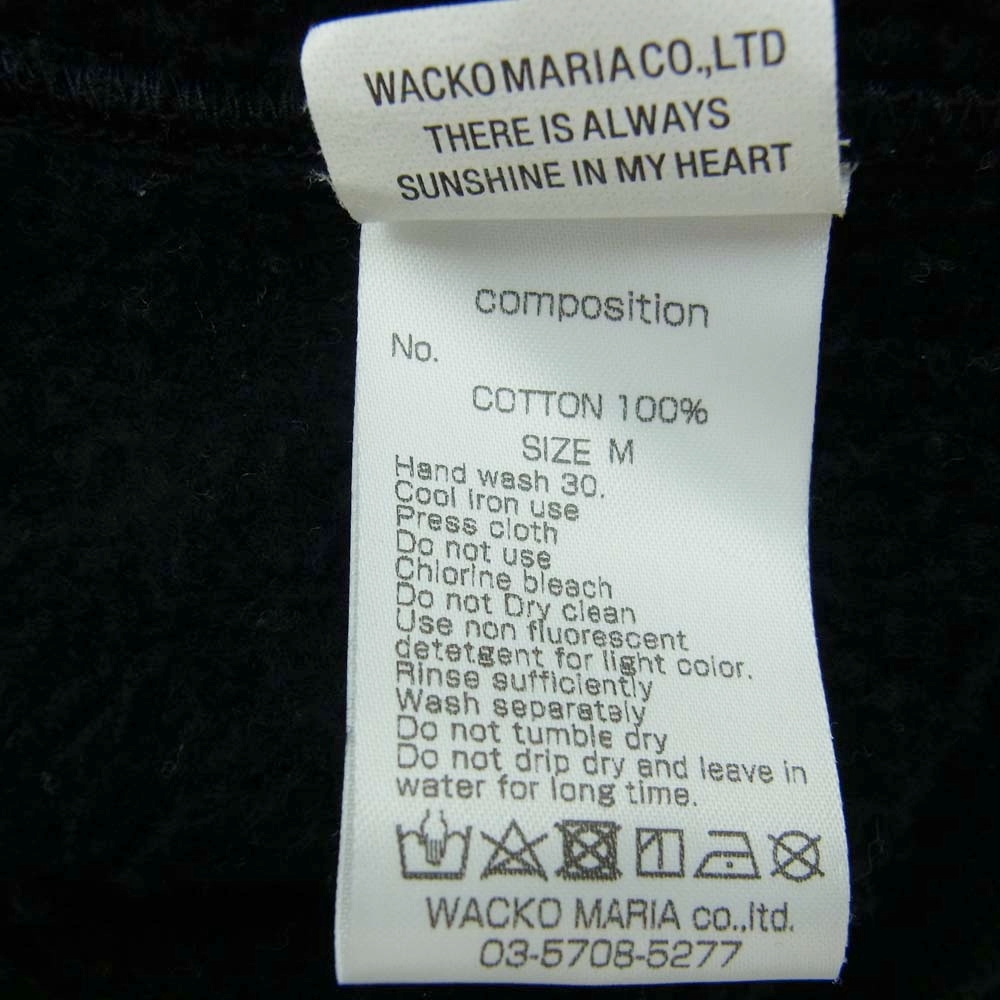 WACKO MARIA CO.,LTD
THERE IS ALWAYS
SUNSHINE IN MY HEART
composition
No.
COTTON 100%
SIZE M
Hand wash 30.
Cool Iron use
Press cloth
Do not use
Chlorine bleach
Do not Dry clean
Use non fluorescent
detetgent for light color.
Rinse sufficiently
Wash separately
Do not tumble dry
Do not drip dry and leave in
water for long time.
WACKO MARIA co.,ltd.
03-5708-5277